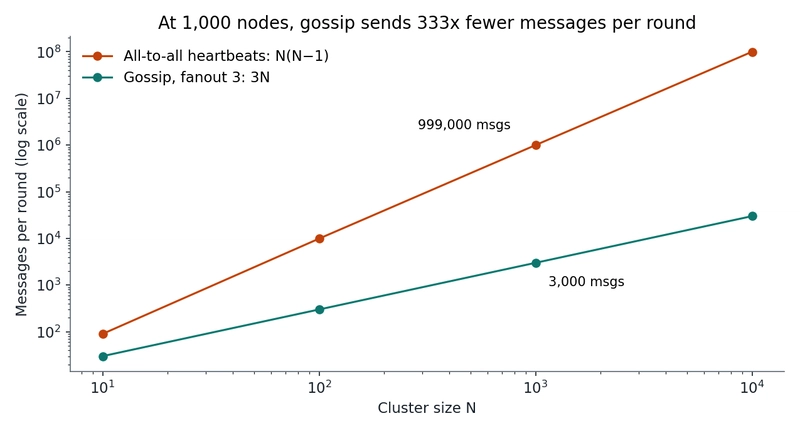 At 1,000 nodes, gossip sends 333x fewer messages per round
All-to-all heartbeats: N(N−1)
Gossip, fanout 3: 3N
Messages per round (log scale)
10⁸
10⁷
10⁶
10⁵
10⁴
10³
10²
999,000 msgs
3,000 msgs
10¹ 10² 10³ 10⁴
Cluster size N